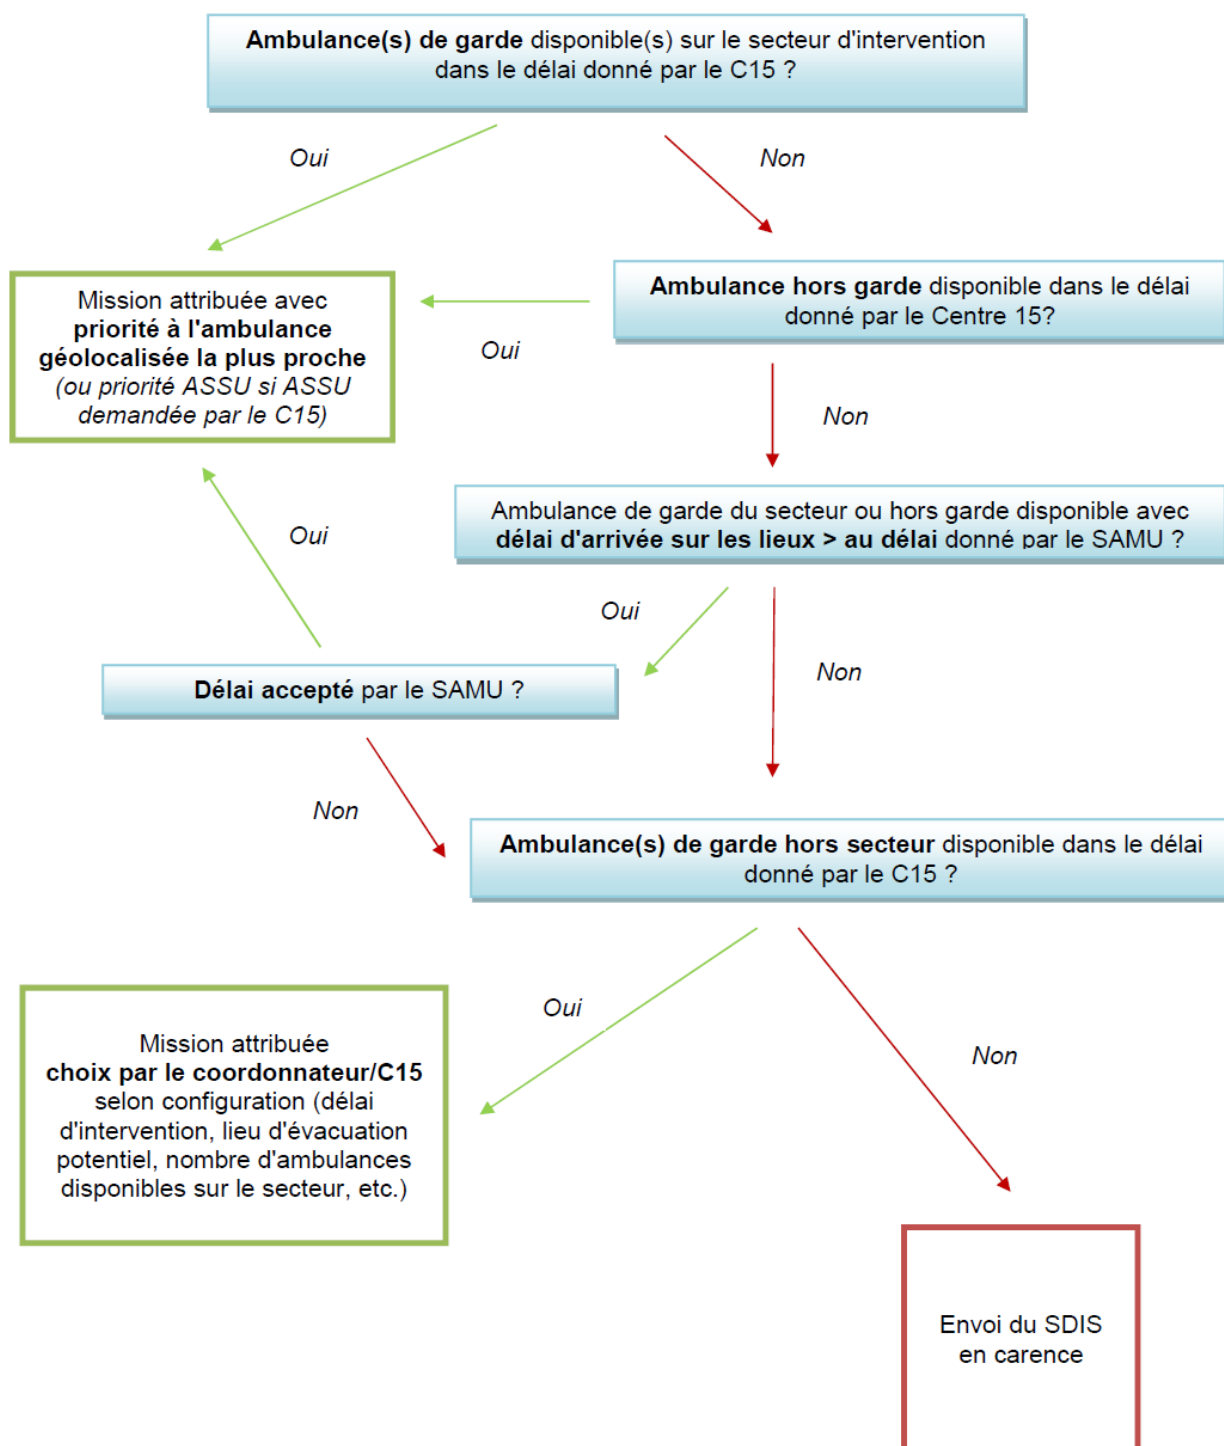 Ambulance(s) de garde disponible(s) sur le secteur d'intervention
dans le délai donné par le C15 ?
Oui
Non
Mission attribuée avec
priorité à l'ambulance
géolocalisée la plus proche
(ou priorité ASSU si ASSU
demandée par le C15)
Ambulance hors garde disponible dans le délai
donné par le Centre 15?
Oui
Non
Ambulance de garde du secteur ou hors garde disponible avec
délai d'arrivée sur les lieux > au délai donné par le SAMU ?
Oui
Oui
Non
Délai accepté par le SAMU ?
Non
Ambulance(s) de garde hors secteur disponible dans le délai
donné par le C15 ?
Oui
Non
Mission attribuée
choix par le coordonnateur/C15
selon configuration (délai
d'intervention, lieu d'évacuation
potentiel, nombre d'ambulances
disponibles sur le secteur, etc.)
Envoi du SDIS
en carence